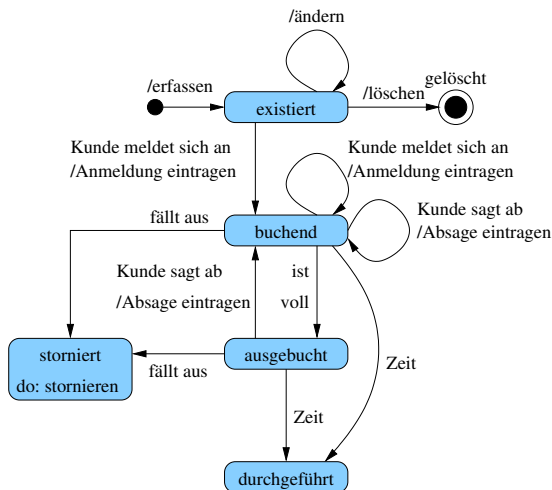 /ändern
/erfassen
existiert
/löschen
gelöscht
Kunde meldet sich an
/Anmeldung eintragen
Kunde meldet sich an
/Anmeldung eintragen
fällt aus
buchend
Kunde sagt ab
/Absage eintragen
Kunde sagt ab
/Absage eintragen
ist
voll
storniert
do: stornieren
fällt aus
ausgebucht
Zeit
Zeit
durchgeführt